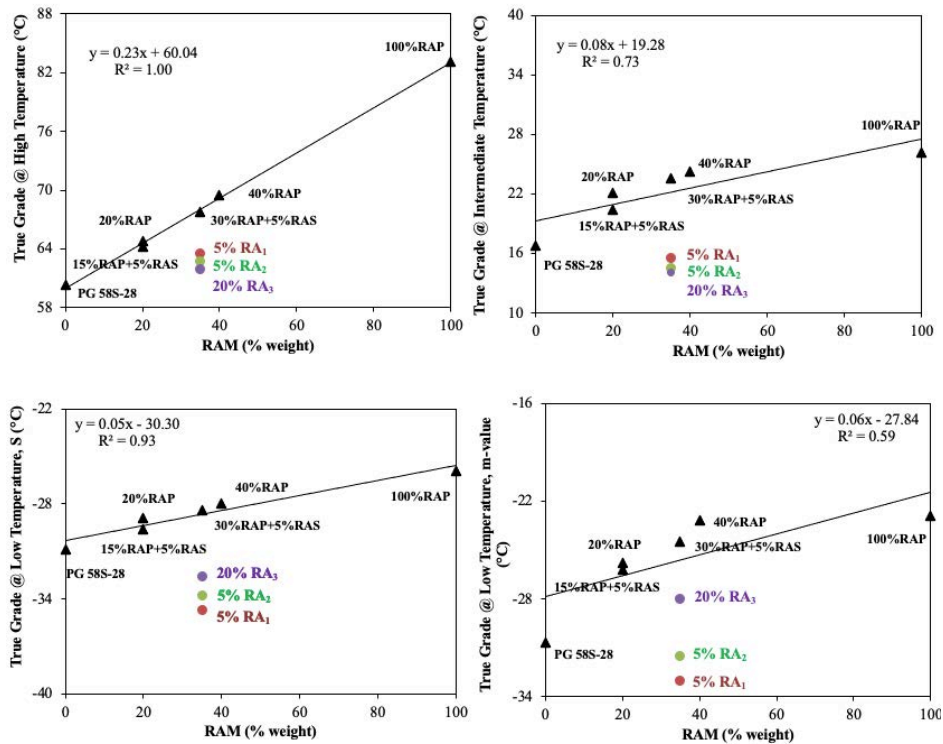 True Grade @ High Temperature (°C)
88
82
76
70
64
58
y = 0.23x + 60.04
R² = 1.00
100%RAP
40%RAP
20%RAP
30%RAP+5%RAS
15%RAP+5%RAS
5% RA₁
5% RA₂
20% RA₃
PG 58S-28
0
20
40
60
80
100
RAM (% weight)
True Grade @ Intermediate Temperature (°C)
40
34
28
22
16
10
y = 0.08x + 19.28
R² = 0.73
100%RAP
40%RAP
20%RAP
30%RAP+5%RAS
15%RAP+5%RAS
5% RA₁
PG 58S-28
5% RA₂
20% RA₃
0
20
40
60
80
100
RAM (% weight)
True Grade @ Low Temperature, S (°C)
-22
-28
-34
-40
y = 0.05x - 30.30
R² = 0.93
40%RAP
20%RAP
100%RAP
30%RAP+5%RAS
15%RAP+5%RAS
PG 58S-28
20% RA₃
5% RA₂
5% RA₁
0
20
40
60
80
100
RAM (% weight)
True Grade @ Low Temperature, m-value
(°C)
-16
-22
-28
-34
y = 0.06x - 27.84
R² = 0.59
40%RAP
100%RAP
20%RAP
30%RAP+5%RAS
15%RAP+5%RAS
20% RA₃
PG 58S-28
5% RA₂
5% RA₁
0
20
40
60
80
100
RAM (% weight)